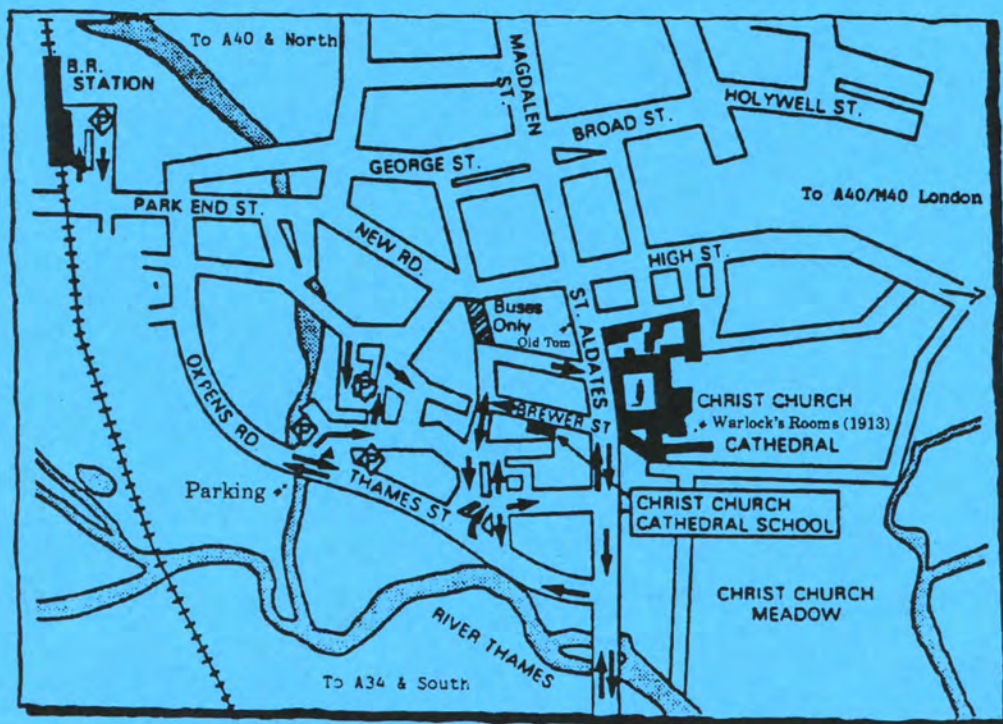 To A40 & North
B.R.
STATION
P
MAGDALEN
ST.
HOLYWELL ST.
BROAD ST.
GEORGE ST.
To A40/M40 London
PARK END ST.
NEW RD.
HIGH ST.
Buses
Only
Old Tom
ST. ALDATES
OXPENS RD
P
BREWER ST
CHRIST CHURCH
Warlock's Rooms (1913)
CATHEDRAL
P
P
Parking
THAMES ST.
CHRIST CHURCH
CATHEDRAL SCHOOL
CHRIST CHURCH
MEADOW
RIVER THAMES
To A34 & South